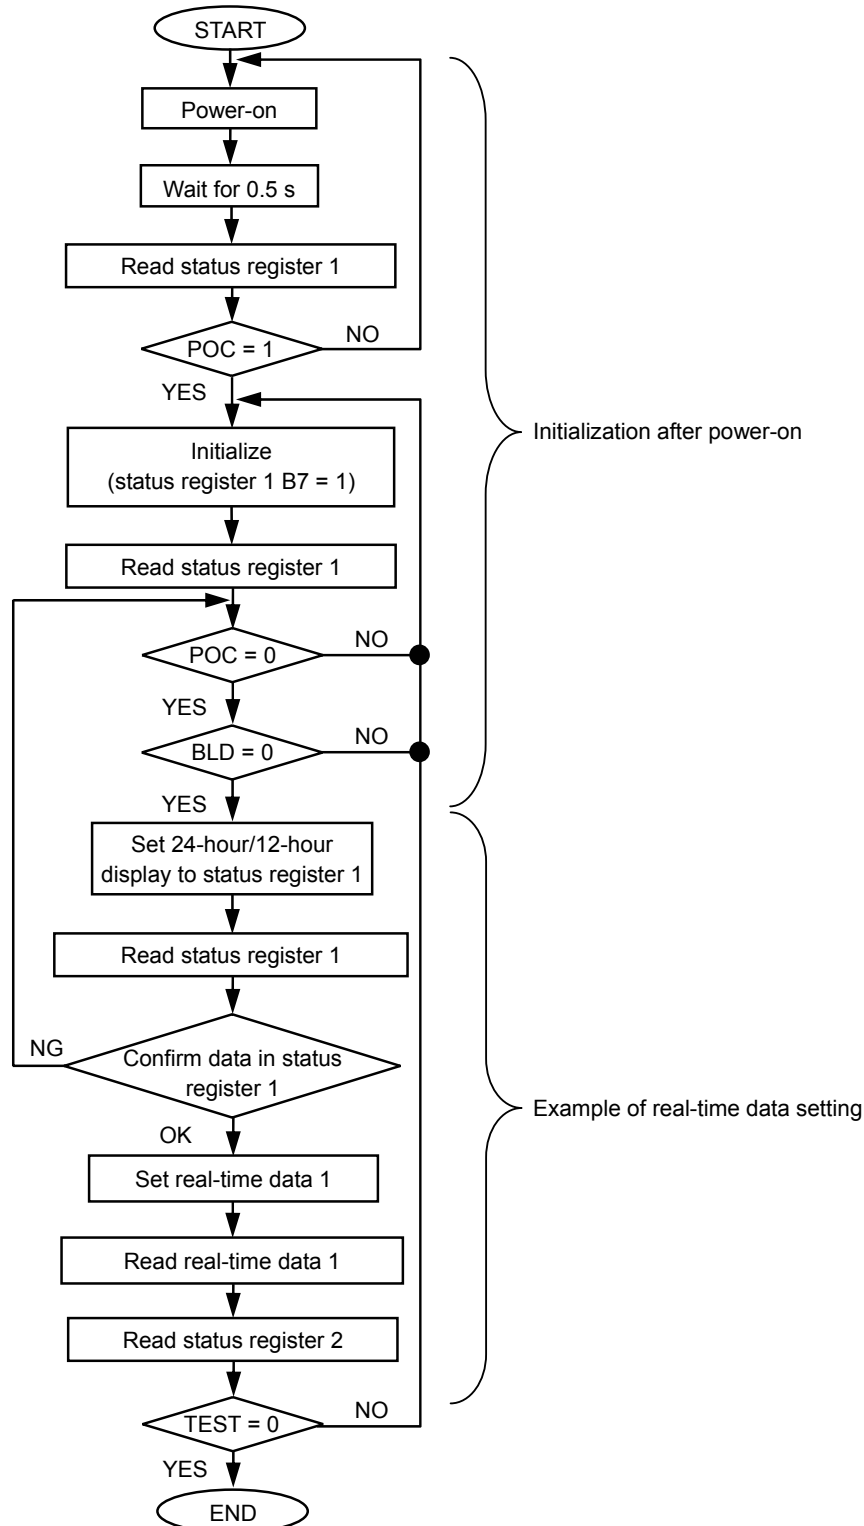 START
Power-on
Wait for 0.5 s
Read status register 1
POC = 1
NO
YES
Initialize
(status register 1 B7 = 1)
Initialization after power-on
Read status register 1
POC = 0
NO
YES
BLD = 0
NO
YES
Set 24-hour/12-hour
display to status register 1
Read status register 1
NG
Confirm data in status
register 1
Example of real-time data setting
OK
Set real-time data 1
Read real-time data 1
Read status register 2
TEST = 0
NO
YES
END